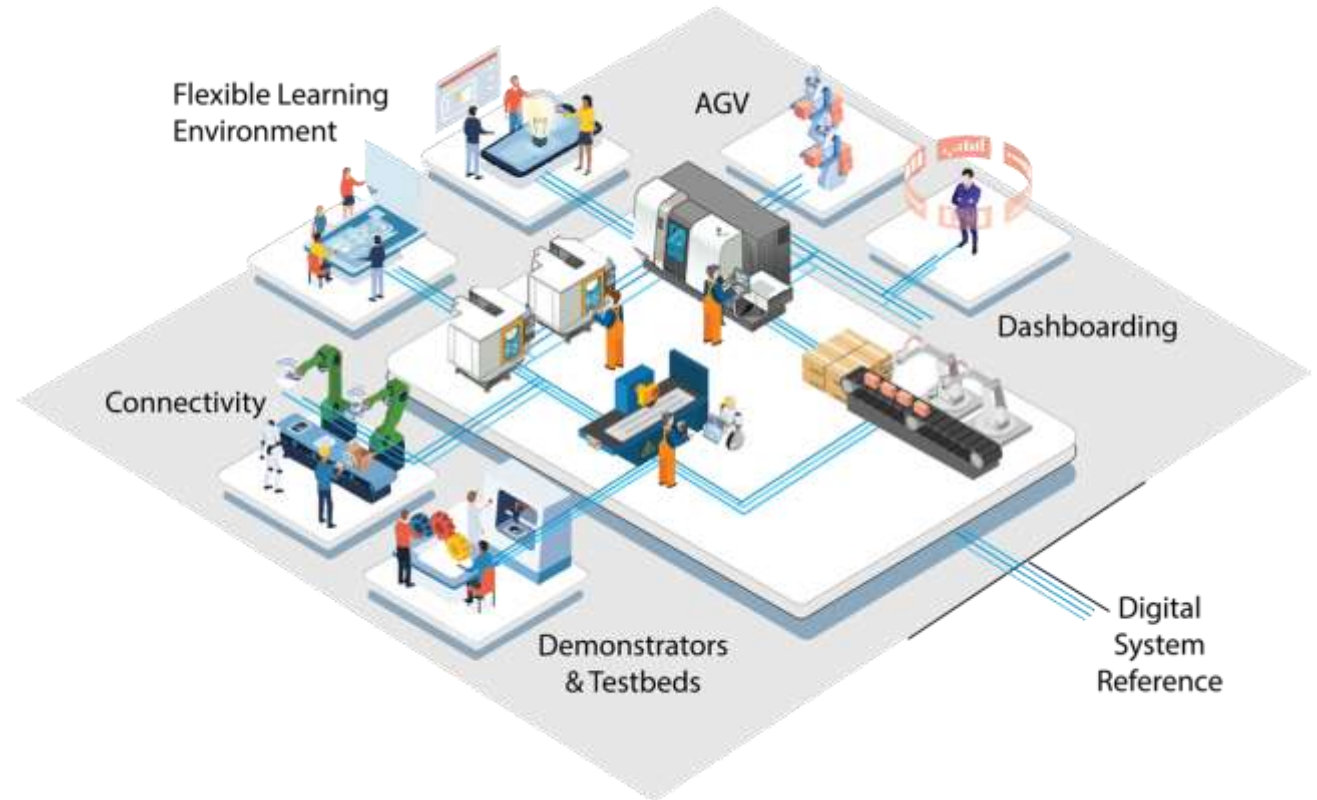 Flexible Learning
Environment
AGV
Dashboarding
Connectivity
Demonstrators
& Testbeds
Digital
System
Reference